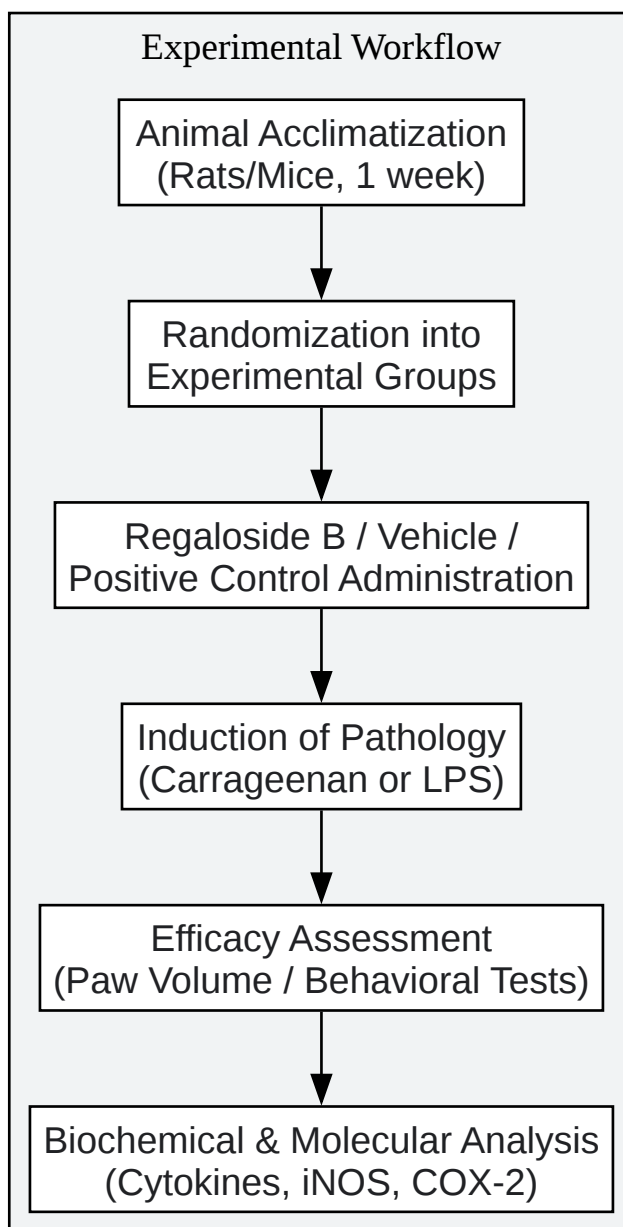 Experimental Workflow
Animal Acclimatization
(Rats/Mice, 1 week)
Randomization into
Experimental Groups
Regaloside B / Vehicle /
Positive Control Administration
Induction of Pathology
(Carrageenan or LPS)
Efficacy Assessment
(Paw Volume / Behavioral Tests)
Biochemical & Molecular Analysis
(Cytokines, iNOS, COX-2)